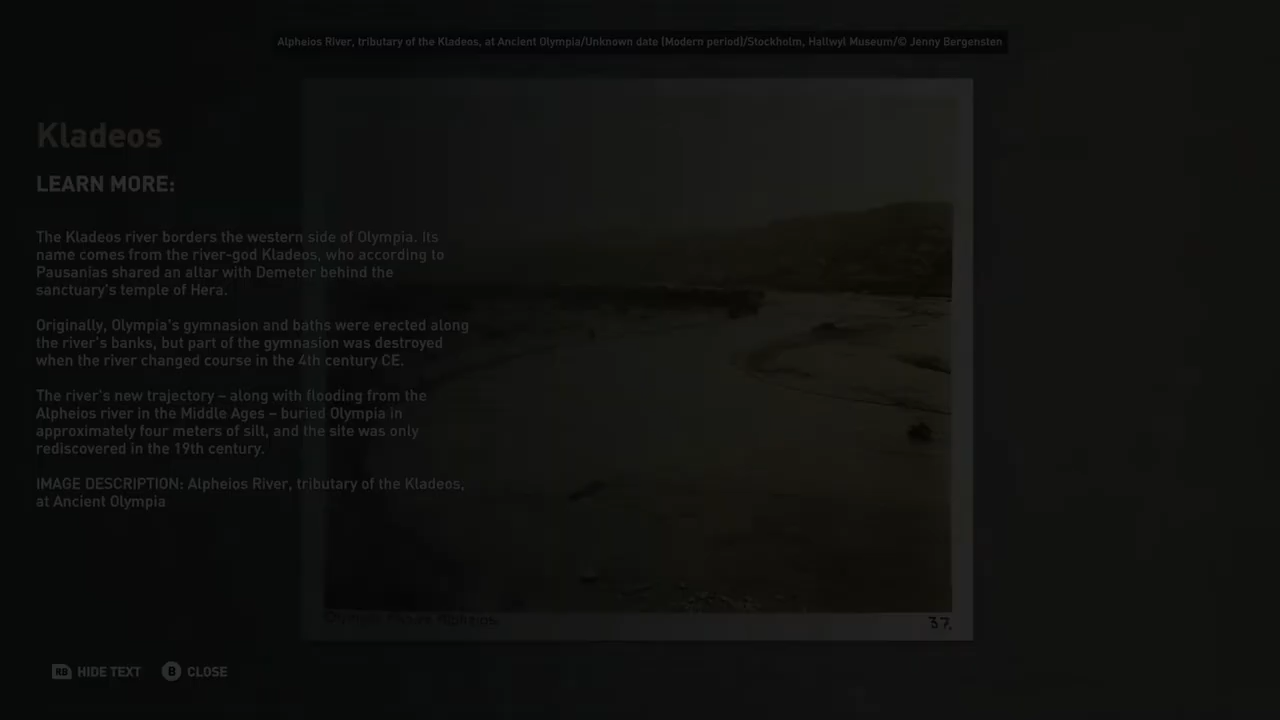 Alpheios River, tributary of the Kladeos, at Ancient Olympia/Unknown date [Modern period]/Stockholm, Hallwyl Museum/© Jenny Bergensten
Kladeos
LEARN MORE:
The Kladeos river borders the western side of Olympia. Its
name comes from the river-god Kladeos, who according to
Pausanias shared an altar with Demeter behind the
sanctuary's temple of Hera.
Originally, Olympia's gymnasion and baths were erected along
the river's banks, but part of the gymnasion was destroyed
when the river changed course in the 4th century CE.
The river's new trajectory – along with flooding from the
Alpheios river in the Middle Ages – buried Olympia in
approximately four meters of silt, and the site was only
rediscovered in the 19th century.
IMAGE DESCRIPTION: Alpheios River, tributary of the Kladeos,
at Ancient Olympia
Alpheios.
37.
RB HIDE TEXT B CLOSE